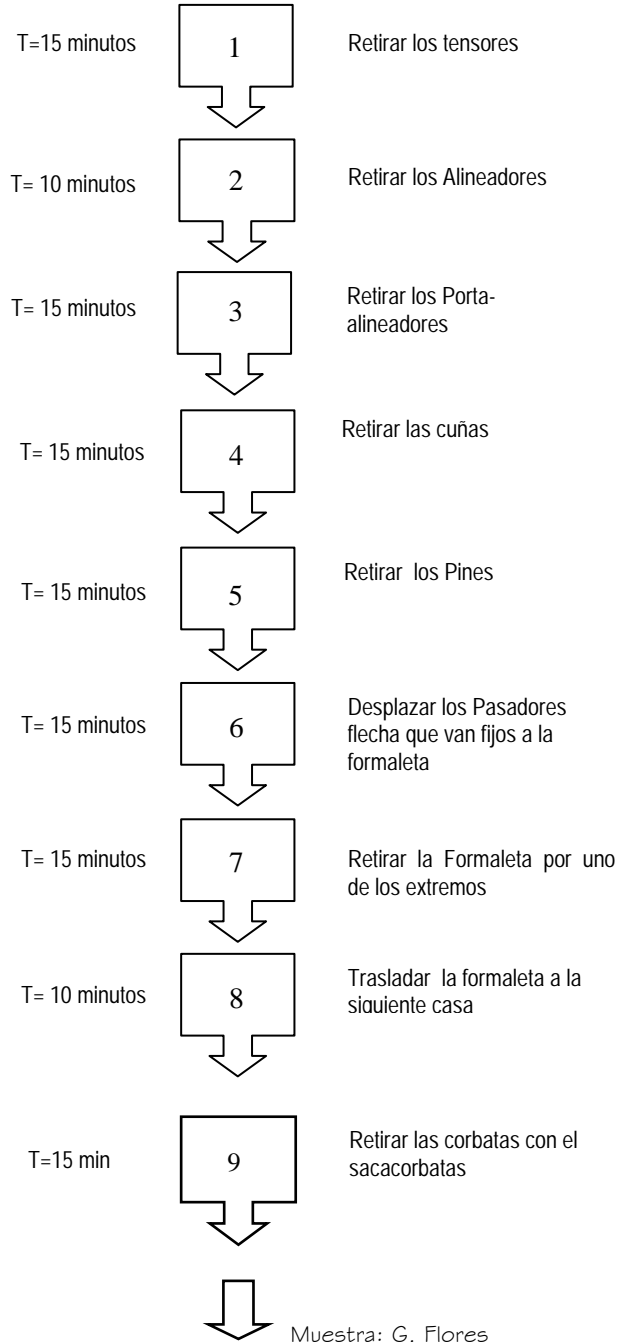 T=15 minutos
1
Retirar los tensores
T= 10 minutos
2
Retirar los Alineadores
T= 15 minutos
3
Retirar los Porta-
alineadores
T= 15 minutos
4
Retirar las cuñas
T= 15 minutos
5
Retirar los Pines
T= 15 minutos
6
Desplazar los Pasadores
flecha que van fijos a la
formaleta
T= 15 minutos
7
Retirar la Formaleta por uno
de los extremos
T= 10 minutos
8
Trasladar la formaleta a la
siguiente casa
T=15 min
9
Retirar las corbatas con el
sacacorbatas
Muestra: G. Flores